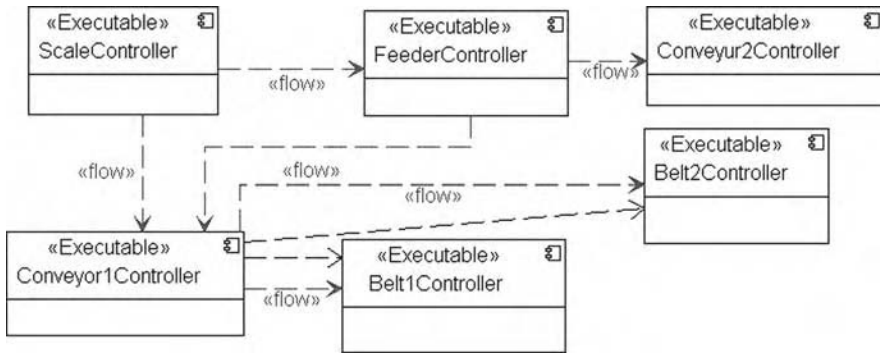 «Executable»
ScaleController
«flow»
«Executable»
FeederController
«flow»
«Executable»
Conveyur2Controller
«flow»
«flow»
«flow»
«Executable»
Belt2Controller
«Executable»
Conveyor1Controller
«flow»
«Executable»
Belt1Controller